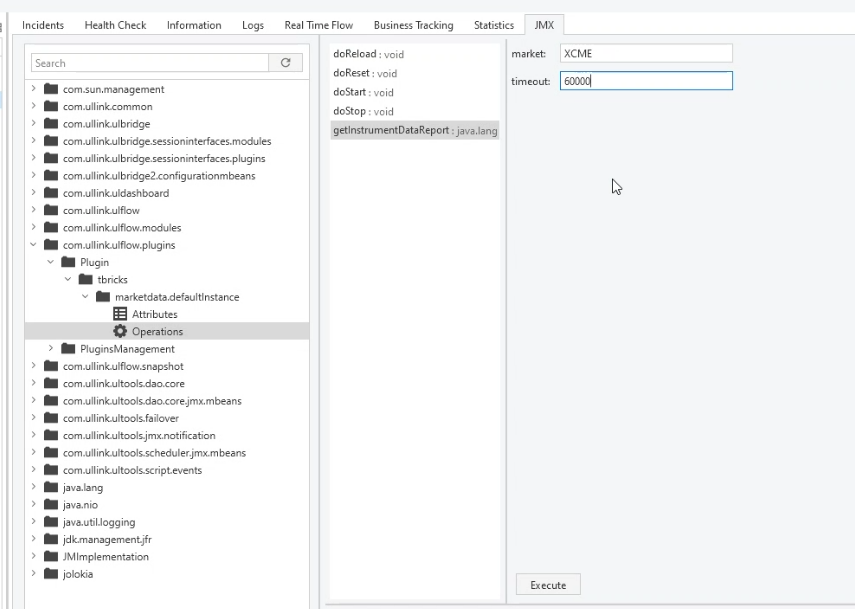 Incidents Health Check Information Logs Real Time Flow Business Tracking Statistics JMX
Search
com.sun.management
com.ullink.common
com.ullink.ulbridge
com.ullink.ulbridge.sessioninterfaces.modules
com.ullink.ulbridge.sessioninterfaces.plugins
com.ullink.ulbridge2.configurationmbeans
com.ullink.uldashboard
com.ullink.ulflow
com.ullink.ulflow.modules
com.ullink.ulflow.plugins
Plugin
tbricks
marketdata.defaultInstance
Attributes
Operations
PluginsManagement
com.ullink.ulflow.snapshot
com.ullink.ultools.dao.core
com.ullink.ultools.dao.core.jmx.mbeans
com.ullink.ultools.failover
com.ullink.ultools.jmx.notification
com.ullink.ultools.scheduler.jmx.mbeans
com.ullink.ultools.script.events
java.lang
java.nio
java.util.logging
jdk.management.jfr
JMImplementation
jolokia
doReload : void
doReset : void
doStart : void
doStop : void
getInstrumentDataReport : java.lang
market: XCME
timeout: 60000
Execute